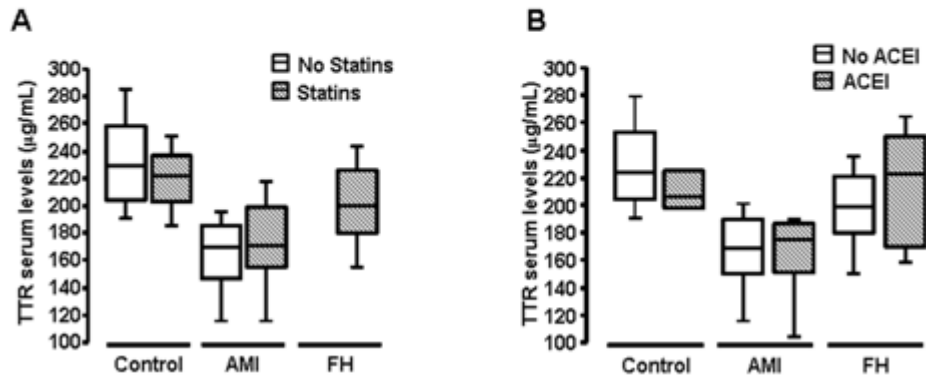 A
No Statins
Statins
TTR serum levels (µg/mL)
300
280
260
240
220
200
180
160
140
120
100
Control AMI FH
B
No ACEI
ACEI
TTR serum levels (µg/mL)
300
280
260
240
220
200
180
160
140
120
100
Control AMI FH